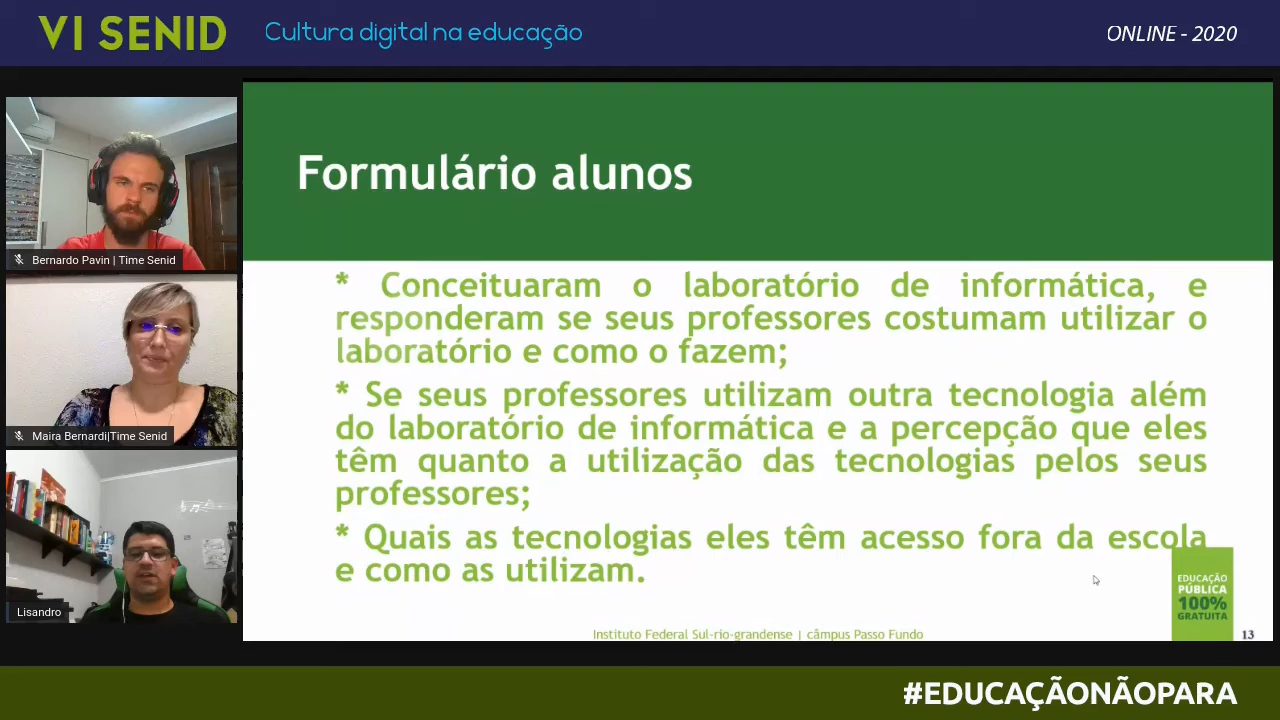 VI SENID
Cultura digital na educação
ONLINE - 2020
Bernardo Pavin | Time Senid
Maira Bernardi|Time Senid
Lisandro
Formulário alunos
* Conceituaram o laboratório de informática, e
responderam se seus professores costumam utilizar o
laboratório e como o fazem;
* Se seus professores utilizam outra tecnologia além
do laboratório de informática e a percepção que eles
têm quanto a utilização das tecnologias pelos seus
professores;
* Quais as tecnologias eles têm acesso fora da escola
e como as utilizam.
EDUCAÇÃO
PÚBLICA
100%
GRATUITA
Instituto Federal Sul-rio-grandense | câmpus Passo Fundo
13
#EDUCAÇÃONÃOPARA